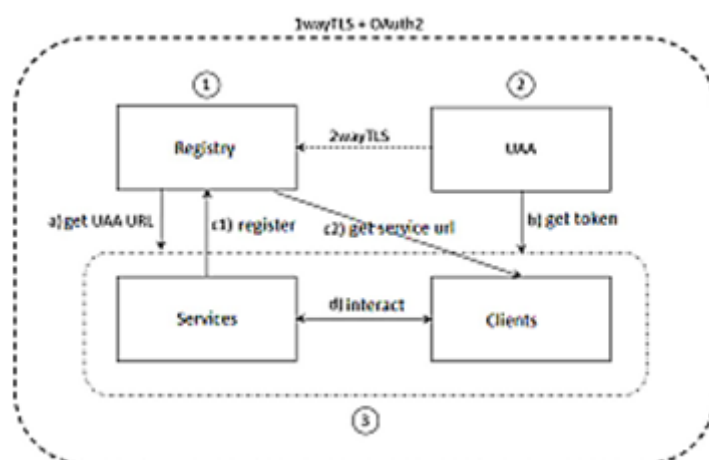 1wayTLS + OAuth2
1
2
Registry
2wayTLS
UAA
a) get UAA URL
c1) register
c2) get service url
b) get token
Services
d) interact
Clients
3